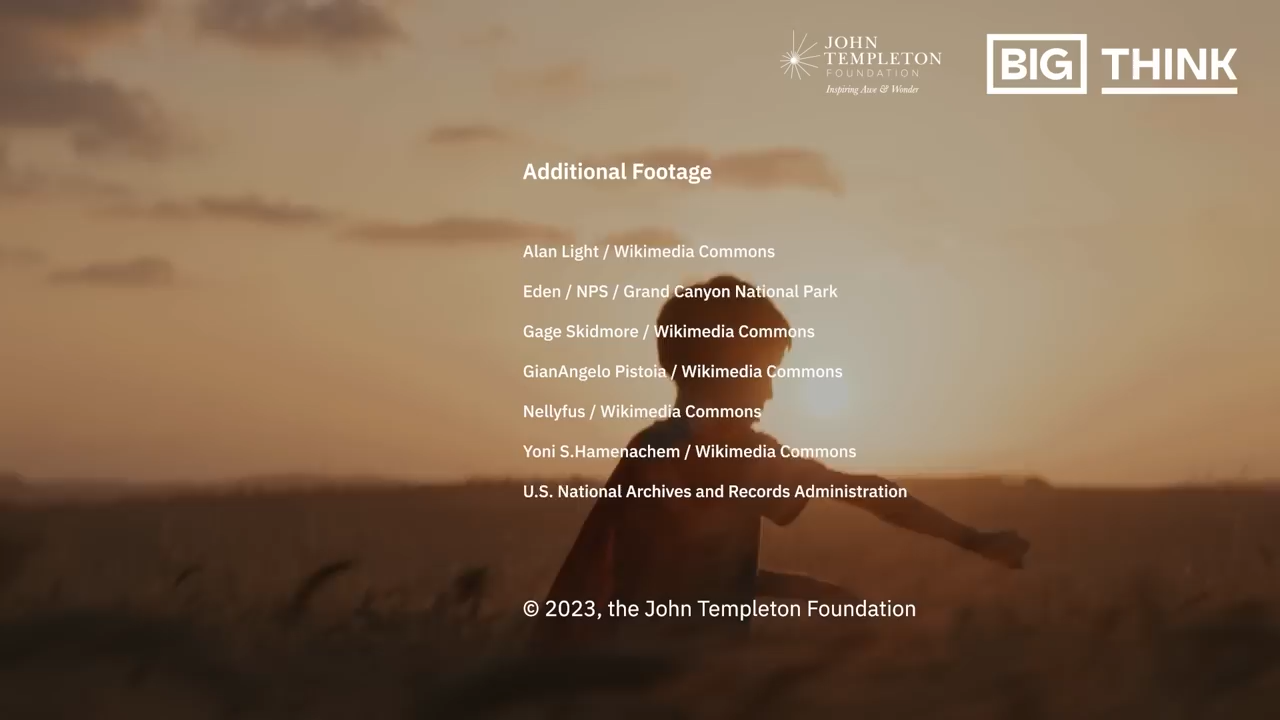 JOHN
TEMPLETON
FOUNDATION
Inspiring Awe & Wonder
BIG THINK
Additional Footage
Alan Light / Wikimedia Commons
Eden / NPS / Grand Canyon National Park
Gage Skidmore / Wikimedia Commons
GianAngelo Pistoia / Wikimedia Commons
Nellyfus / Wikimedia Commons
Yoni S.Hamenachem / Wikimedia Commons
U.S. National Archives and Records Administration
© 2023, the John Templeton Foundation